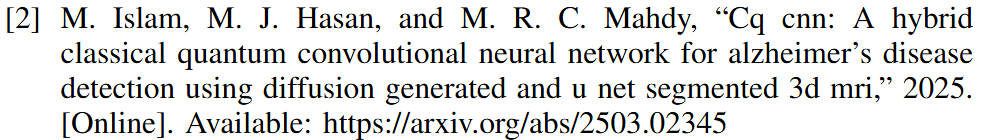 [2] M. Islam, M. J. Hasan, and M. R. C. Mahdy, “Cq cnn: A hybrid
classical quantum convolutional neural network for alzheimer’s disease
detection using diffusion generated and u net segmented 3d mri,” 2025.
[Online]. Available: https://arxiv.org/abs/2503.02345